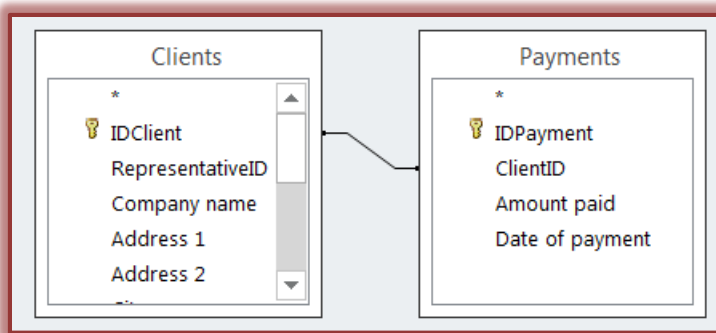 Clients
*
IDClient
RepresentativeID
Company name
Address 1
Address 2
Payments
*
IDPayment
ClientID
Amount paid
Date of payment